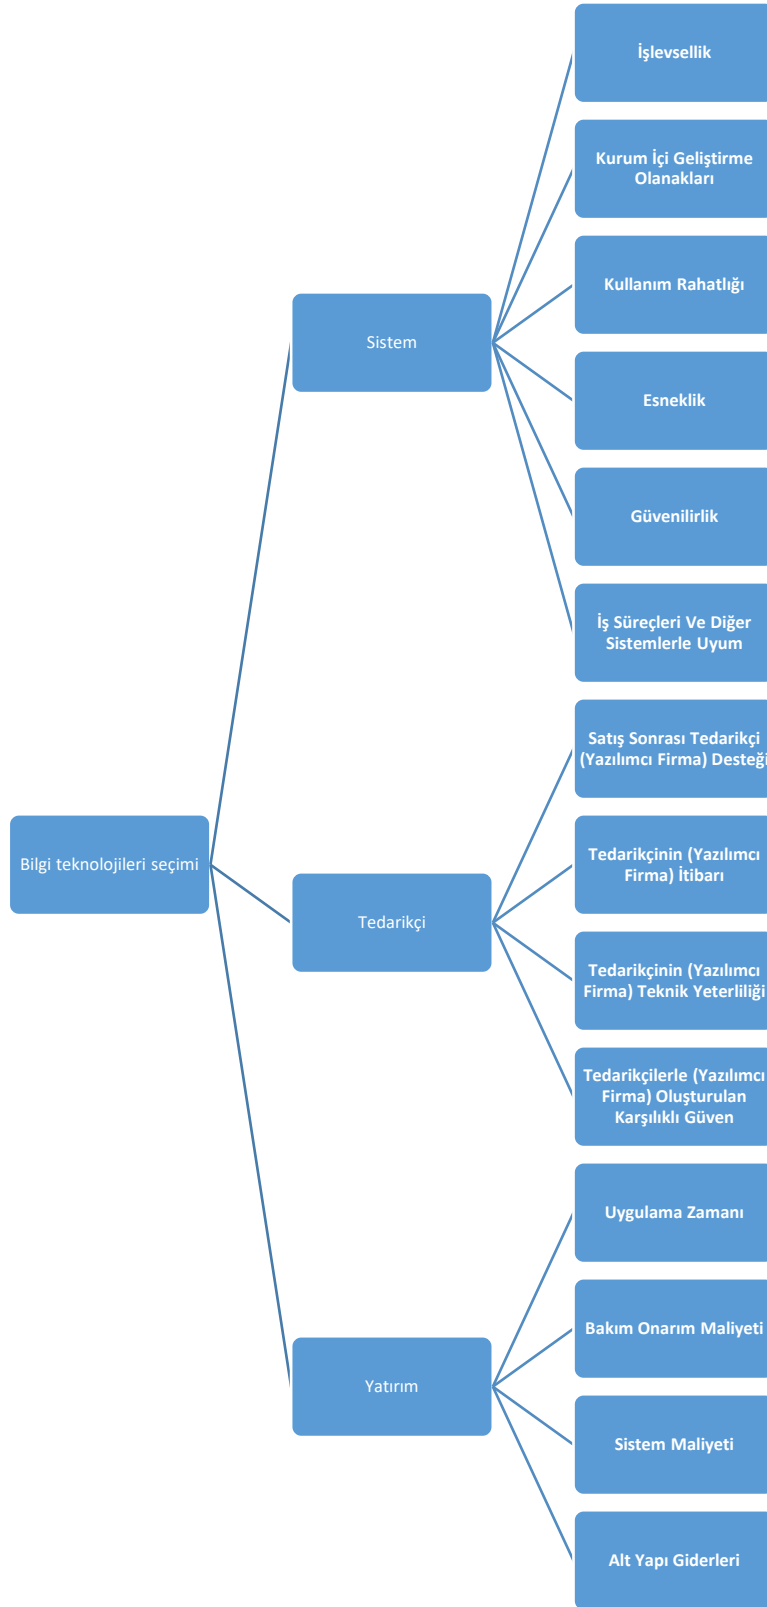 İşlevsellik
Kurum İçi Geliştirme
Olanakları
Kullanım Rahatlığı
Sistem
Esneklik
Güvenilirlik
İş Süreçleri Ve Diğer
Sistemlerle Uyum
Satış Sonrası Tedarikçi
(Yazılımcı Firma) Desteği
Bilgi teknolojileri seçimi
Tedarikçinin (Yazılımcı
Firma) İtibarı
Tedarikçi
Tedarikçinin (Yazılımcı
Firma) Teknik Yeterliliği
Tedarikçilerle (Yazılımcı
Firma) Oluşturulan
Karşılıklı Güven
Uygulama Zamanı
Bakım Onarım Maliyeti
Yatırım
Sistem Maliyeti
Alt Yapı Giderleri